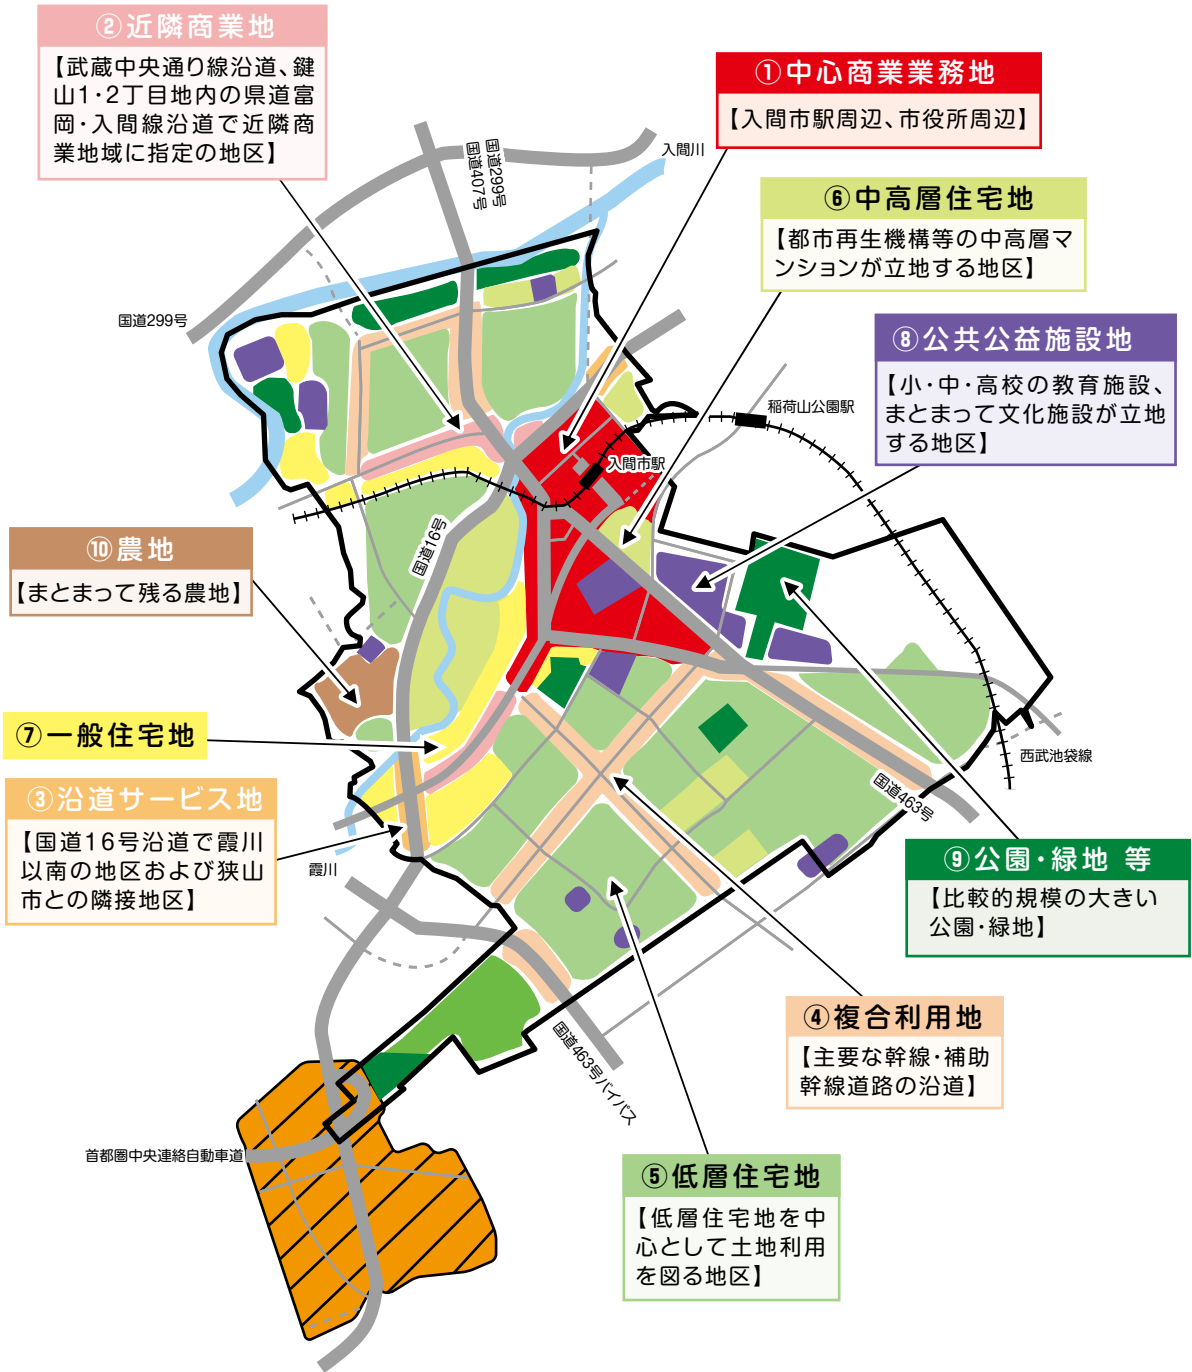 ②近隣商業地
【武蔵中央通り線沿道、鍵
山1・2丁目地内の県道富
岡・入間線沿道で近隣商
業地域に指定の地区】
①中心商業業務地
【入間市駅周辺、市役所周辺】
国道299号
国道407号
入間川
⑥中高層住宅地
【都市再生機構等の中高層マ
ンションが立地する地区】
国道299号
⑧公共公益施設地
【小・中・高校の教育施設、
まとまって文化施設が立地
する地区】
稲荷山公園駅
入間市駅
国道16号
⑩農地
【まとまって残る農地】
⑦一般住宅地
西武池袋線
③沿道サービス地
【国道16号沿道で霞川
以南の地区および狭山
市との隣接地区】
国道463号
霞川
⑨公園・緑地 等
【比較的規模の大きい
公園・緑地】
④複合利用地
【主要な幹線・補助
幹線道路の沿道】
国道463号バイパス
首都圏中央連絡自動車道
⑤低層住宅地
【低層住宅地を中
心として土地利用
を図る地区】